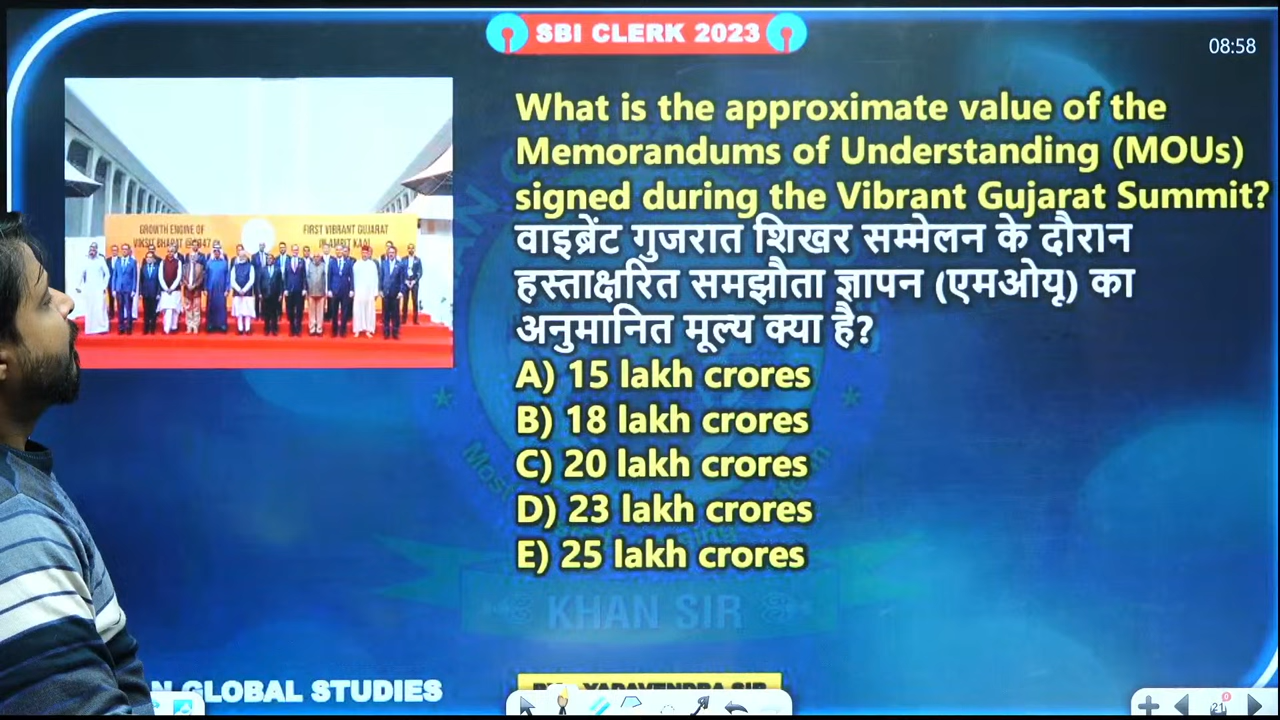 SBI CLERK 2023
08:58
What is the approximate value of the
Memorandums of Understanding (MOUs)
signed during the Vibrant Gujarat Summit?
वाइब्रेंट गुजरात शिखर सम्मेलन के दौरान
हस्ताक्षरित समझौता ज्ञापन (एमओयू) का
अनुमानित मूल्य क्या है?
A) 15 lakh crores
B) 18 lakh crores
C) 20 lakh crores
D) 23 lakh crores
E) 25 lakh crores
GROWTH ENGINE OF
FIRST VIBRANT GUJARAT
KHAN SIR
GLOBAL STUDIES
YADAVENDRA SIR
21